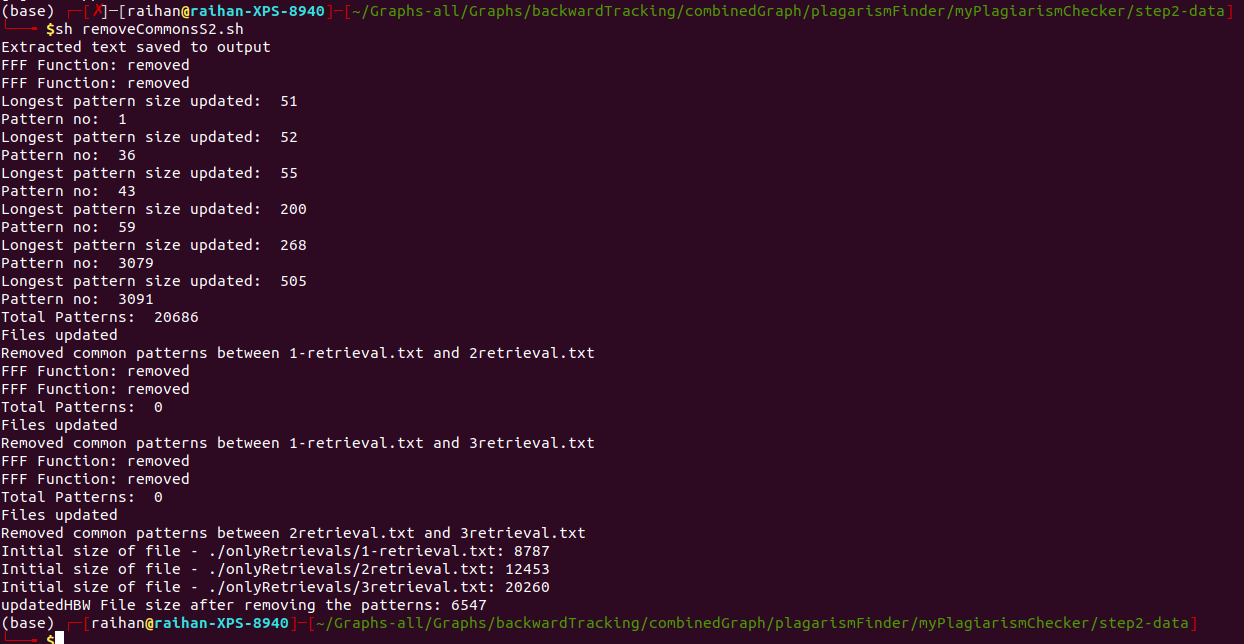 (base) ┌─[✗]─[raihan@raihan-XPS-8940]─[~/Graphs-all/Graphs/backwardTracking/combinedGraph/plagarismFinder/myPlagiarismChecker/step2-data]
└──╼ $sh removeCommonsS2.sh
Extracted text saved to output
FFF Function: removed
FFF Function: removed
Longest pattern size updated:  51
Pattern no:  1
Longest pattern size updated:  52
Pattern no:  36
Longest pattern size updated:  55
Pattern no:  43
Longest pattern size updated:  200
Pattern no:  59
Longest pattern size updated:  268
Pattern no:  3079
Longest pattern size updated:  505
Pattern no:  3091
Total Patterns:  20686
Files updated
Removed common patterns between 1-retrieval.txt and 2retrieval.txt
FFF Function: removed
FFF Function: removed
Total Patterns:  0
Files updated
Removed common patterns between 1-retrieval.txt and 3retrieval.txt
FFF Function: removed
FFF Function: removed
Total Patterns:  0
Files updated
Removed common patterns between 2retrieval.txt and 3retrieval.txt
Initial size of file - ./onlyRetrievals/1-retrieval.txt: 8787
Initial size of file - ./onlyRetrievals/2retrieval.txt: 12453
Initial size of file - ./onlyRetrievals/3retrieval.txt: 20260
updatedHBW File size after removing the patterns: 6547
(base) ┌─[raihan@raihan-XPS-8940]─[~/Graphs-all/Graphs/backwardTracking/combinedGraph/plagarismFinder/myPlagiarismChecker/step2-data]
└──╼ $